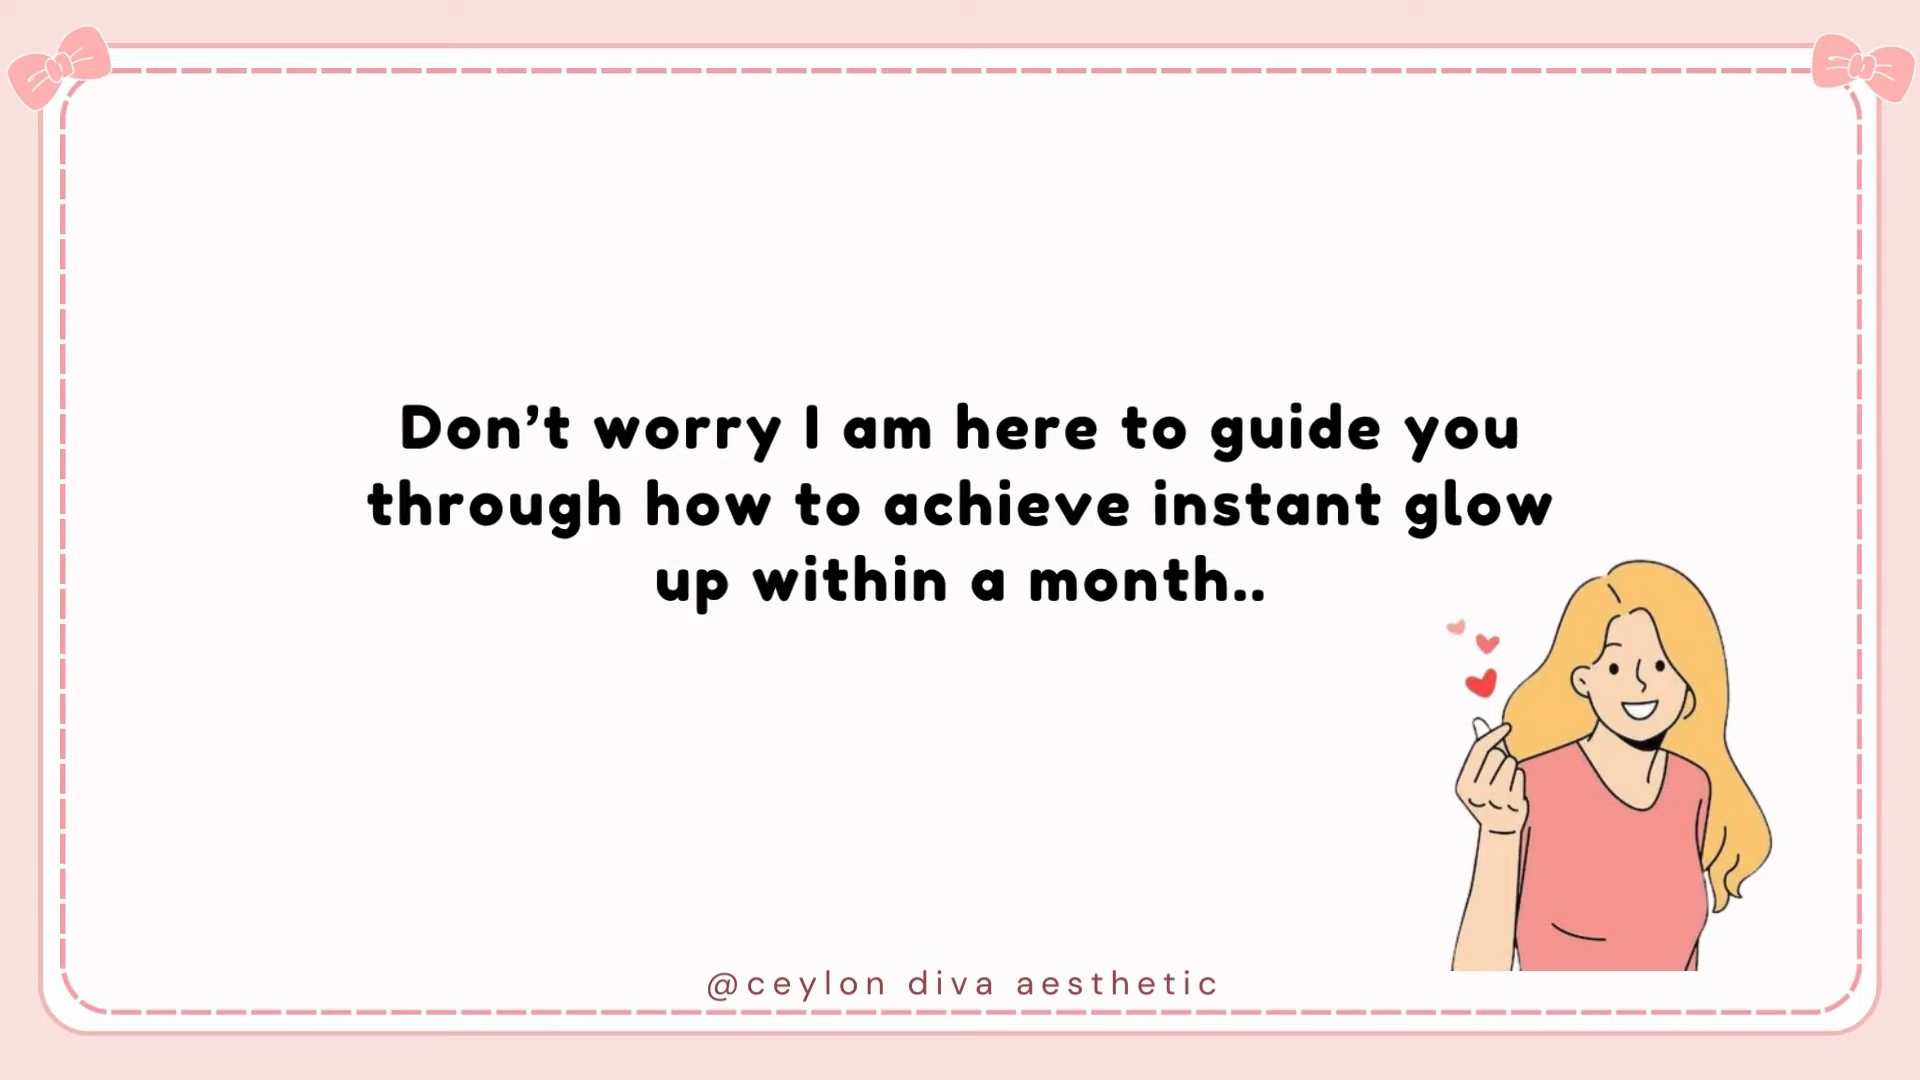 Don’t worry I am here to guide you
through how to achieve instant glow
up within a month..
@ceylon diva aesthetic